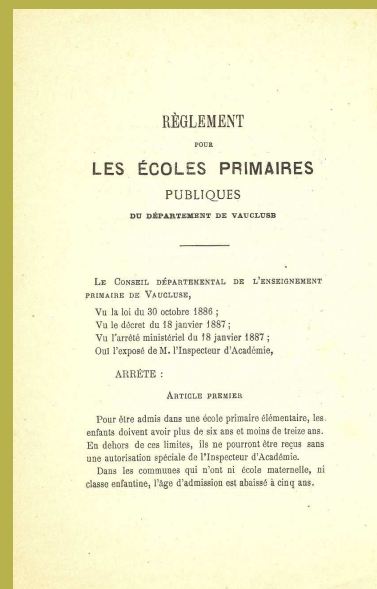 RÈGLEMENT
POUR
LES ÉCOLES PRIMAIRES
PUBLIQUES
DU DÉPARTEMENT DE VAUCLUSE
LE CONSEIL DÉPARTEMENTAL DE L'ENSEIGNEMENT
PRIMAIRE DE VAUCLUSE,
Vu la loi du 30 octobre 1886 ;
Vu le décret du 18 janvier 1887 ;
Vu l'arrêté ministériel du 18 janvier 1887 ;
Ouï l'exposé de M. l'Inspecteur d'Académie,
ARRÊTE :
ARTICLE PREMIER
Pour être admis dans une école primaire élémentaire, les
enfants doivent avoir plus de six ans et moins de treize ans.
En dehors de ces limites, ils ne pourront être reçus sans
une autorisation spéciale de l'Inspecteur d'Académie.
Dans les communes qui n'ont ni école maternelle, ni
classe enfantine, l'âge d'admission est abaissé à cinq ans.